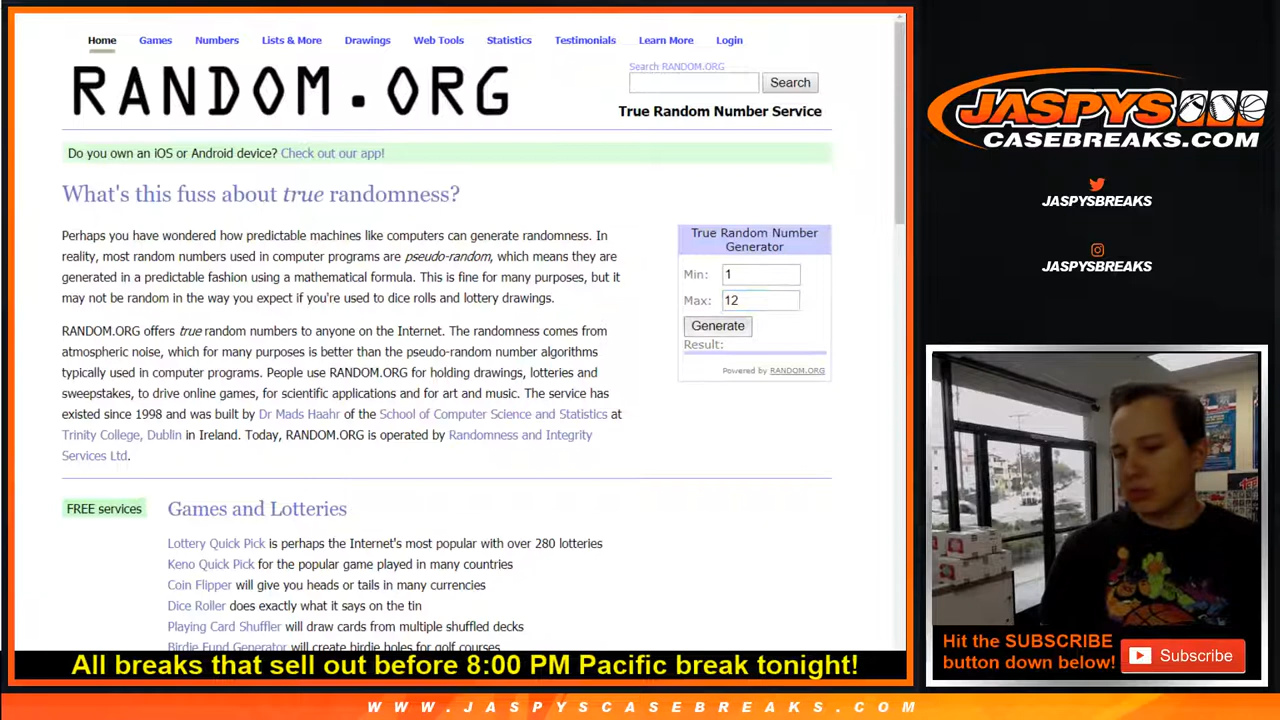 Home Games Numbers Lists & More Drawings Web Tools Statistics Testimonials Learn More Login
RANDOM.ORG
Search RANDOM.ORG
Search
True Random Number Service
Do you own an iOS or Android device? Check out our app!
What's this fuss about true randomness?
Perhaps you have wondered how predictable machines like computers can generate randomness. In
reality, most random numbers used in computer programs are pseudo-random, which means they are
generated in a predictable fashion using a mathematical formula. This is fine for many purposes, but it
may not be random in the way you expect if you're used to dice rolls and lottery drawings.
RANDOM.ORG offers true random numbers to anyone on the Internet. The randomness comes from
atmospheric noise, which for many purposes is better than the pseudo-random number algorithms
typically used in computer programs. People use RANDOM.ORG for holding drawings, lotteries and
sweepstakes, to drive online games, for scientific applications and for art and music. The service has
existed since 1998 and was built by Dr Mads Haahr of the School of Computer Science and Statistics at
Trinity College, Dublin in Ireland. Today, RANDOM.ORG is operated by Randomness and Integrity
Services Ltd.
True Random Number
Generator
Min: 1
Max: 12
Generate
Result:
Powered by RANDOM.ORG
FREE services
Games and Lotteries
Lottery Quick Pick is perhaps the Internet's most popular with over 280 lotteries
Keno Quick Pick for the popular game played in many countries
Coin Flipper will give you heads or tails in many currencies
Dice Roller does exactly what it says on the tin
Playing Card Shuffler will draw cards from multiple shuffled decks
Birdie Fund Generator will create birdie holes for golf courses
All breaks that sell out before 8:00 PM Pacific break tonight!
WWW.JASPYSCASEBREAKS.COM
JASPYS
CASEBREAKS.COM
JASPYSBREAKS
JASPYSBREAKS
Hit the SUBSCRIBE
button down below!
Subscribe